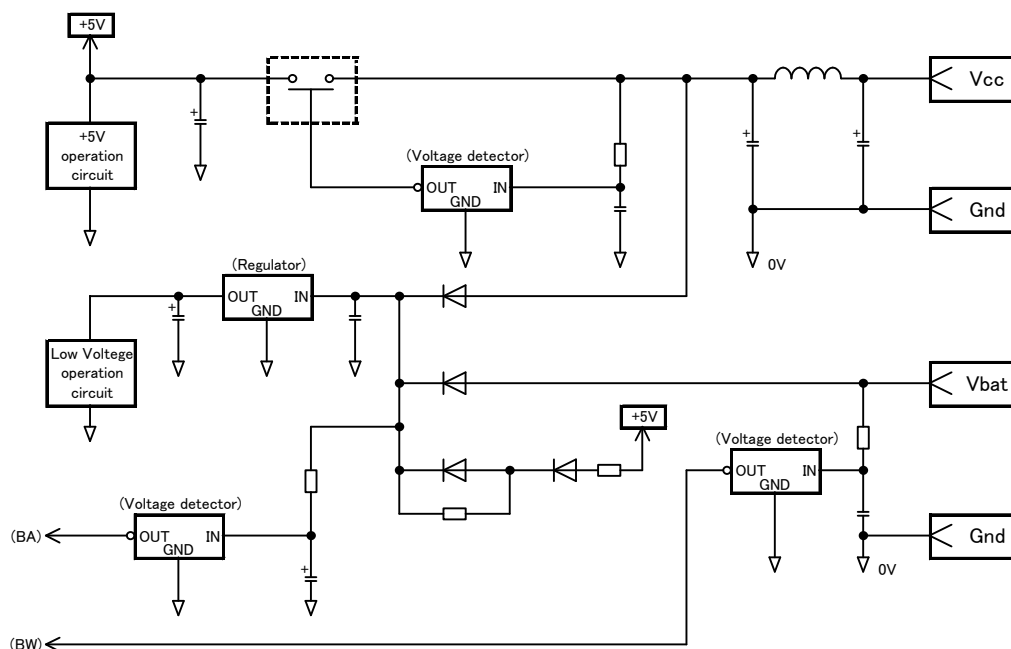 +5V
Vcc
+
+
+
+5V
operation
circuit
(Voltage detector)
OUT IN
GND
Gnd
0V
(Regulator)
OUT IN
GND
+
Low Voltege
operation
circuit
Vbat
+5V
(Voltage detector)
OUT IN
GND
(Voltage detector)
(BA)
OUT IN
GND
Gnd
+
0V
(BW)